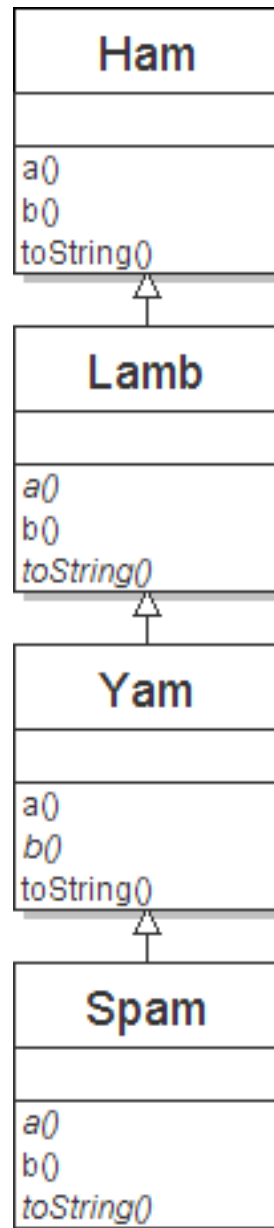 Ham
a()
b()
toString()
Lamb
a()
b()
toString()
Yam
a()
b()
toString()
Spam
a()
b()
toString()